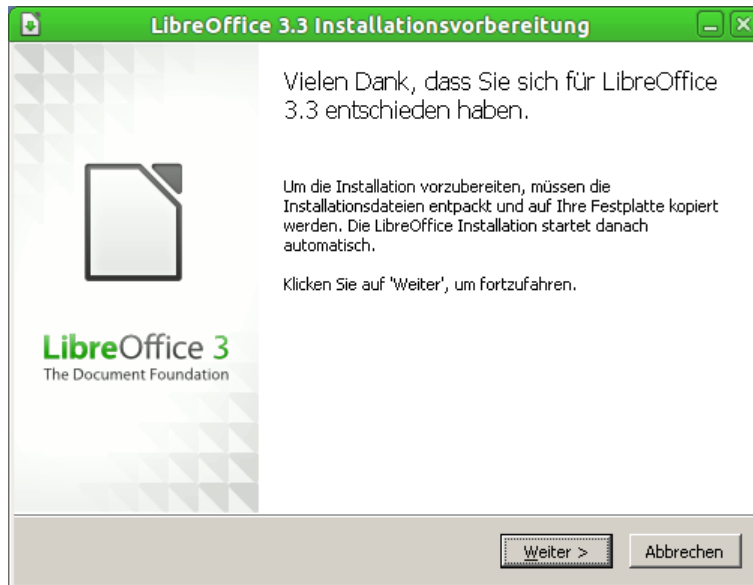 LibreOffice 3.3 Installationsvorbereitung
Vielen Dank, dass Sie sich für LibreOffice
3.3 entschieden haben.
Um die Installation vorzubereiten, müssen die
Installationsdateien entpackt und auf Ihre Festplatte kopiert
werden. Die LibreOffice Installation startet danach
automatisch.
Klicken Sie auf 'Weiter', um fortzufahren.
LibreOffice 3
The Document Foundation
Weiter >
Abbrechen